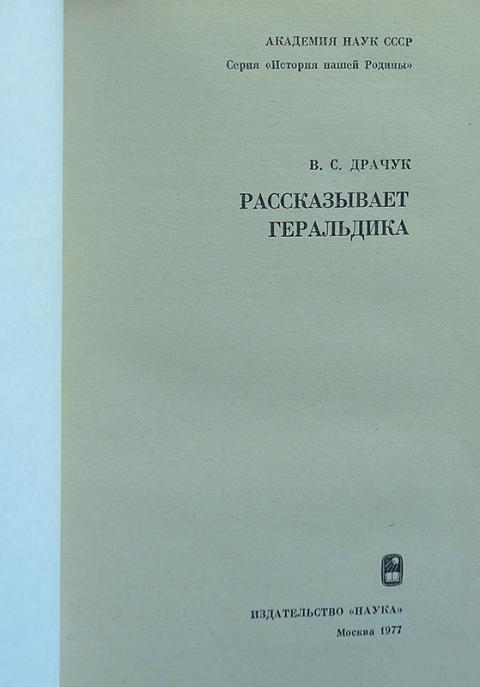 АКАДЕМИЯ НАУК СССР
Серия «История нашей Родины»
В. С. ДРАЧУК
РАССКАЗЫВАЕТ
ГЕРАЛЬДИКА
ИЗДАТЕЛЬСТВО «НАУКА»
Москва 1977